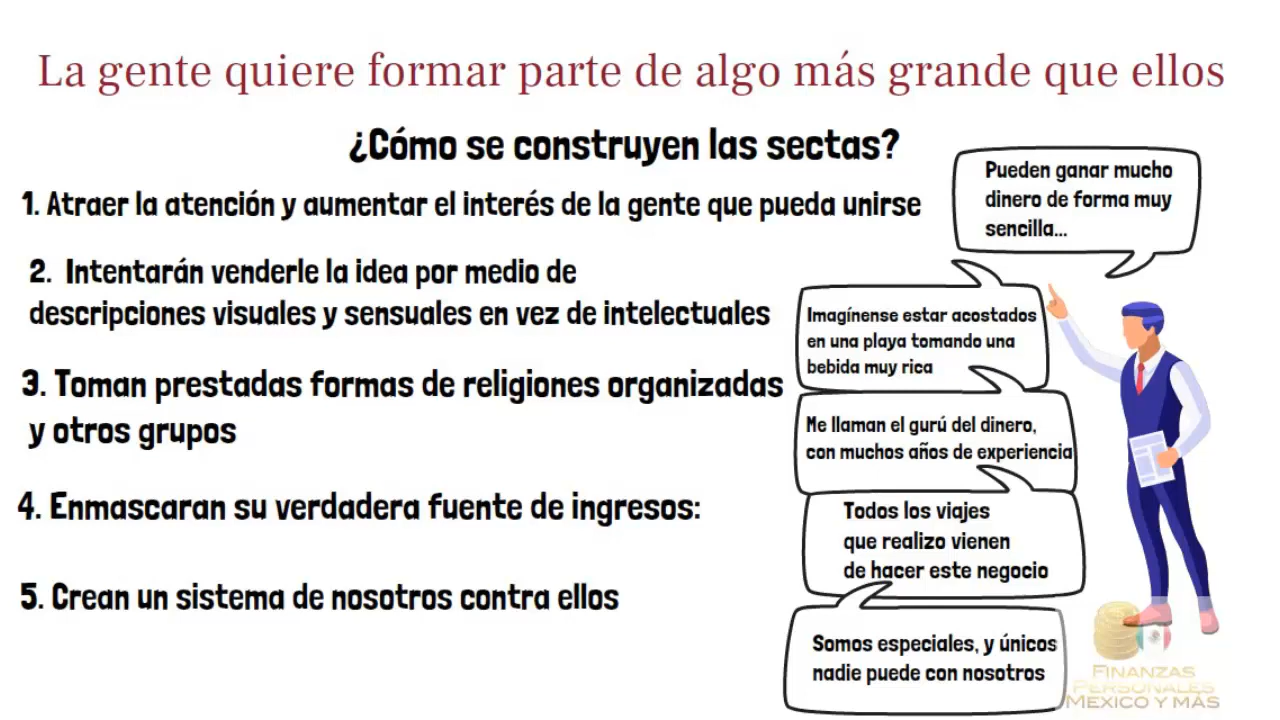 La gente quiere formar parte de algo más grande que ellos
¿Cómo se construyen las sectas?
1. Atraer la atención y aumentar el interés de la gente que pueda unirse
2. Intentarán venderle la idea por medio de
descripciones visuales y sensuales en vez de intelectuales
3. Toman prestadas formas de religiones organizadas
y otros grupos
4. Enmascaran su verdadera fuente de ingresos:
5. Crean un sistema de nosotros contra ellos
Pueden ganar mucho
dinero de forma muy
sencilla...
Imagínense estar acostados
en una playa tomando una
bebida muy rica
Me llaman el gurú del dinero,
con muchos años de experiencia
Todos los viajes
que realizo vienen
de hacer este negocio
Somos especiales, y únicos
nadie puede con nosotros
Finanzas
Personales
Mexico y más